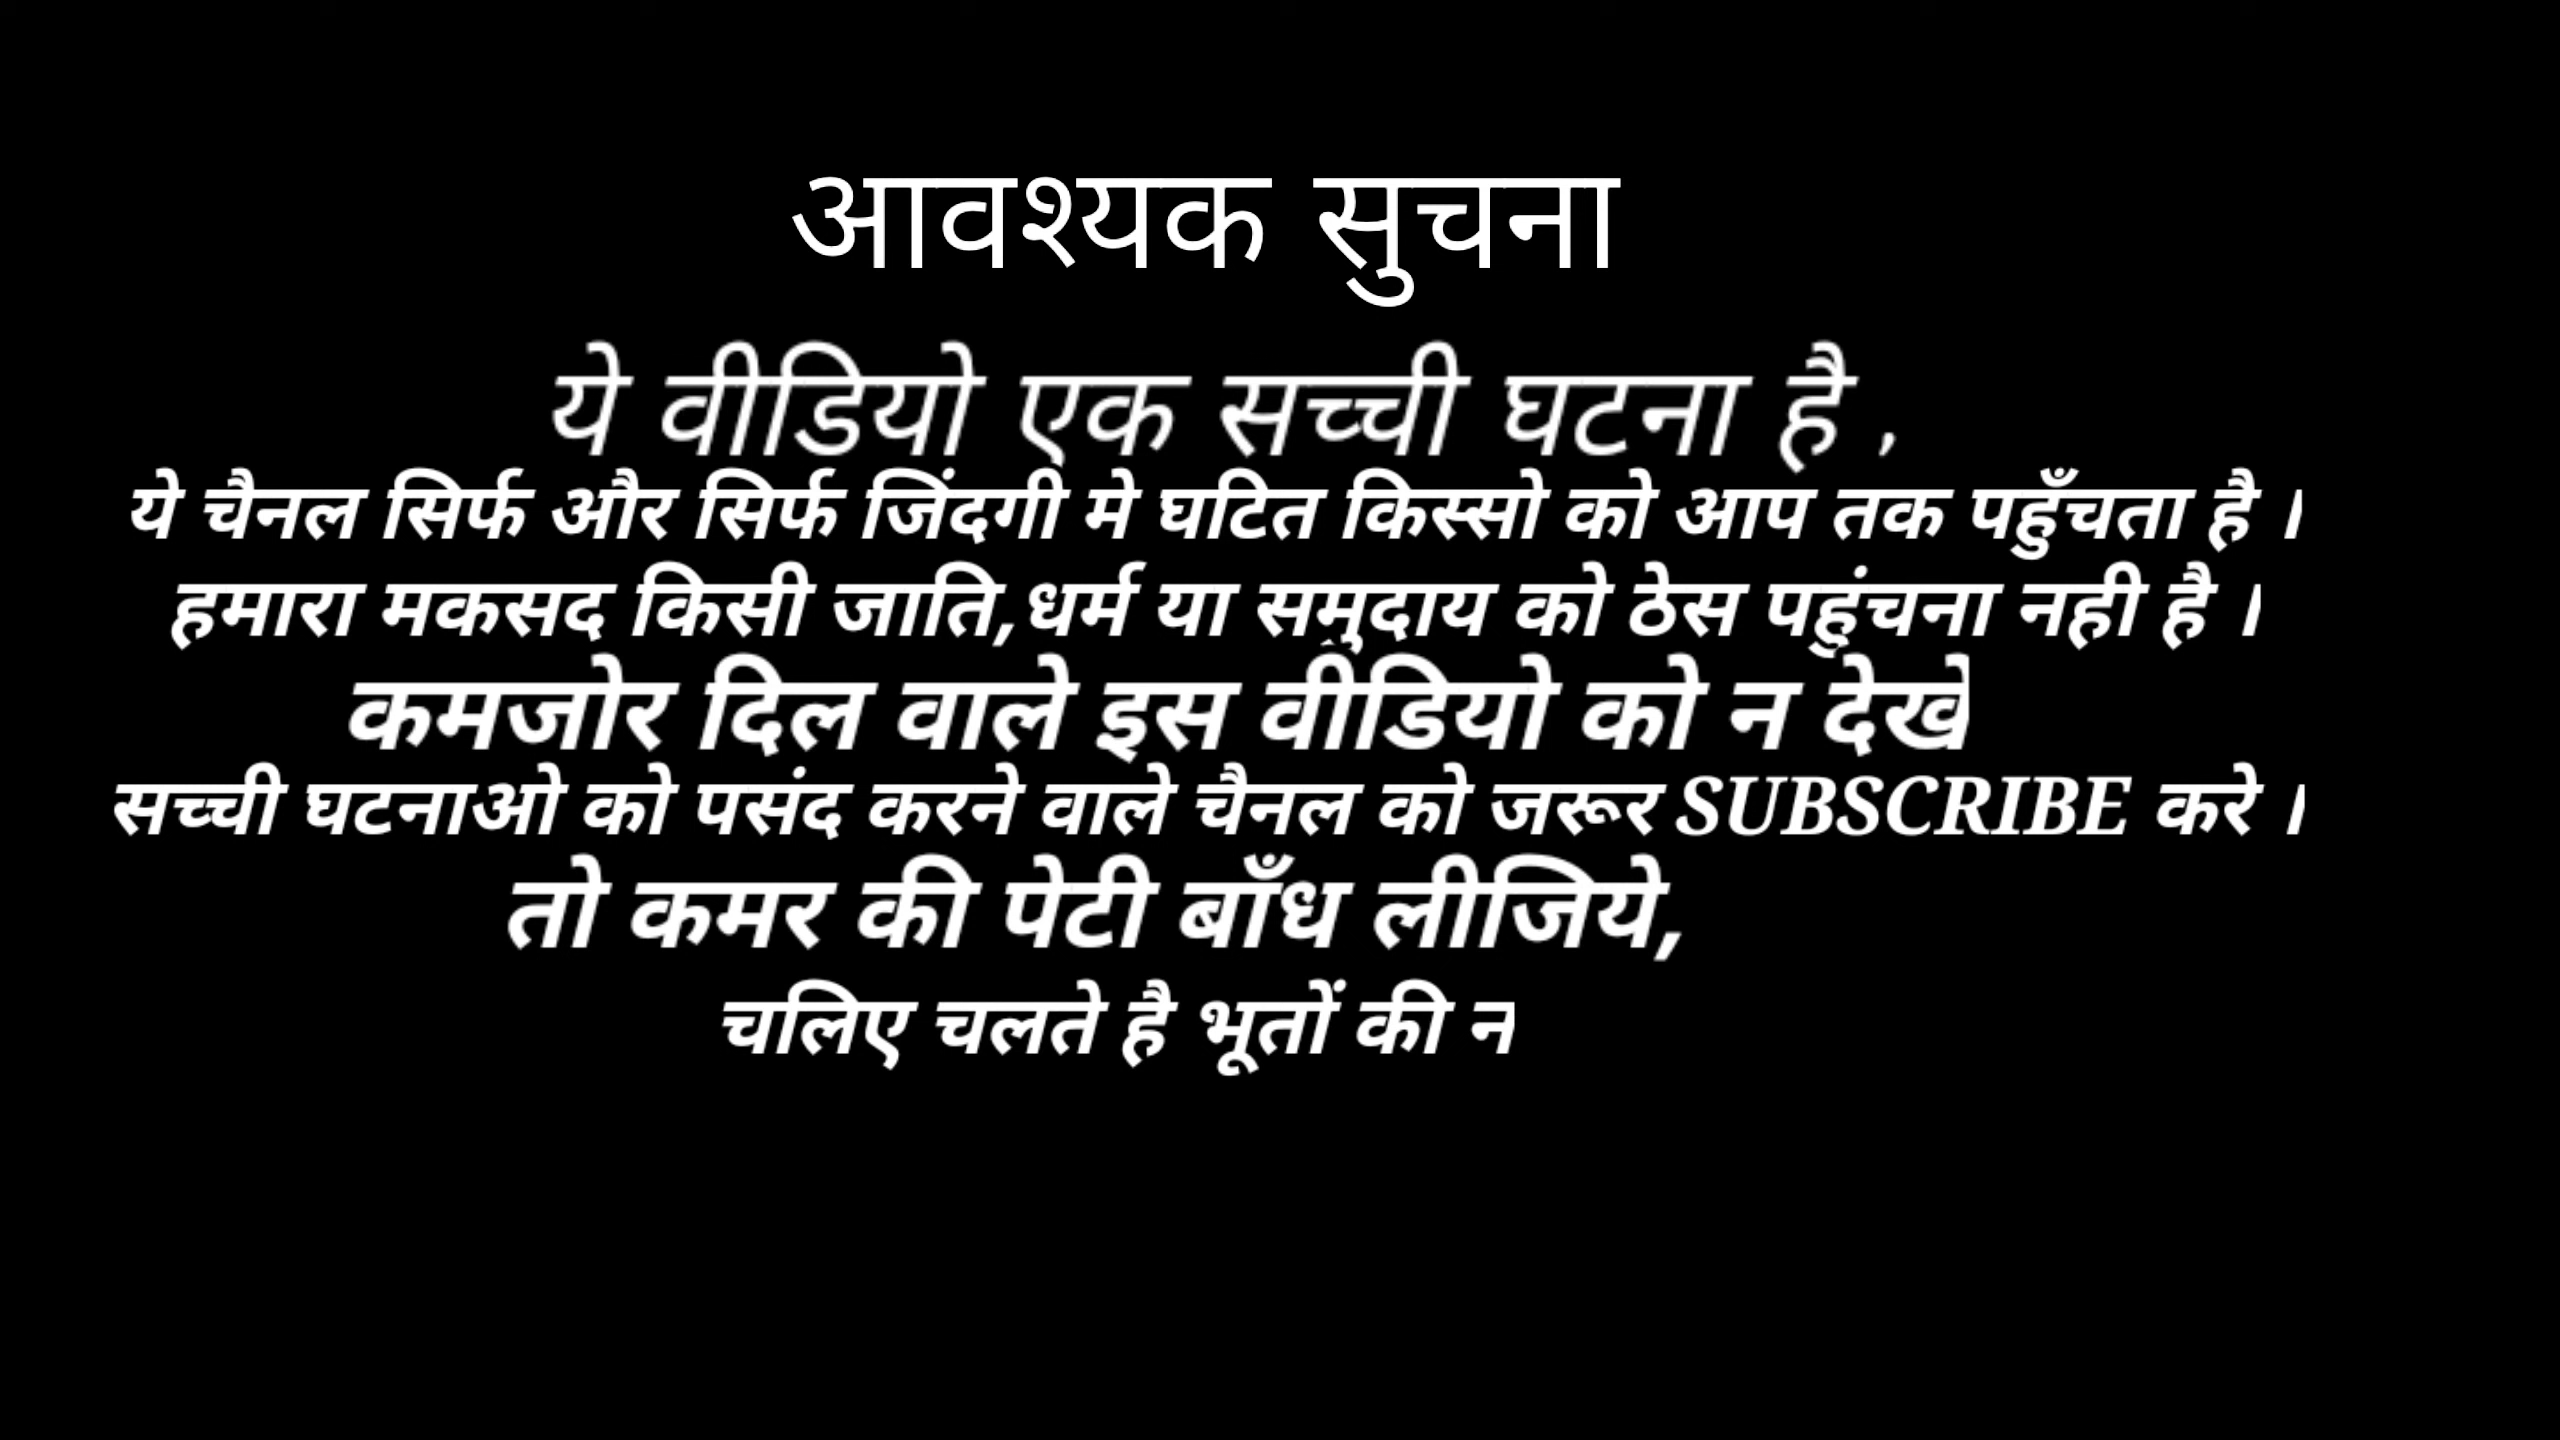 आवश्यक सुचना
ये वीडियो एक सच्ची घटना है ,
ये चैनल सिर्फ और सिर्फ जिंदगी मे घटित किस्सो को आप तक पहुँचता है ।
हमारा मकसद किसी जाति,धर्म या समुदाय को ठेस पहुंचना नही है ।
कमजोर दिल वाले इस वीडियो को न देखे
सच्ची घटनाओ को पसंद करने वाले चैनल को जरूर SUBSCRIBE करे ।
तो कमर की पेटी बाँध लीजिये,
चलिए चलते है भूतों की न